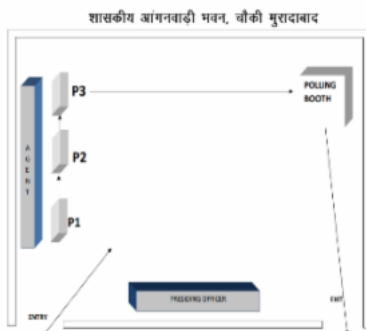 शासकीय आंगनवाड़ी भवन, चौकी मुरादाबाद
P3
POLLING
BOOTH
AGENT
P2
P1
PRESIDING OFFICER
ENTRY
EXIT